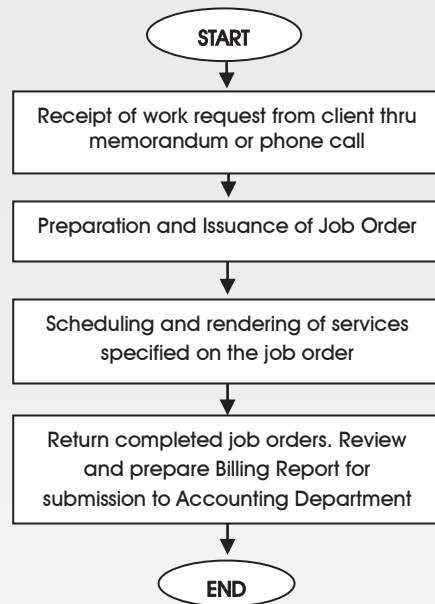 START
Receipt of work request from client thru
memorandum or phone call
Preparation and Issuance of Job Order
Scheduling and rendering of services
specified on the job order
Return completed job orders. Review
and prepare Billing Report for
submission to Accounting Department
END